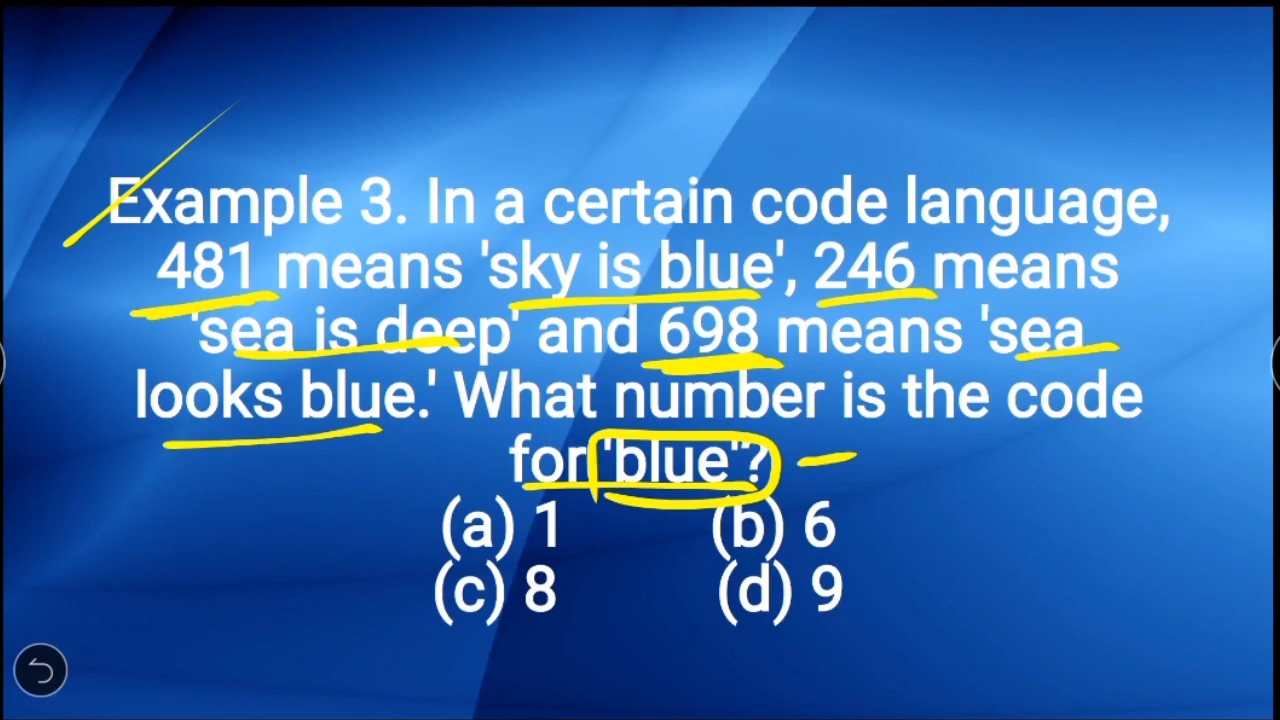 Example 3. In a certain code language,
481 means 'sky is blue', 246 means
'sea is deep' and 698 means 'sea
looks blue.' What number is the code
for 'blue'?
(a) 1 (b) 6
(c) 8 (d) 9